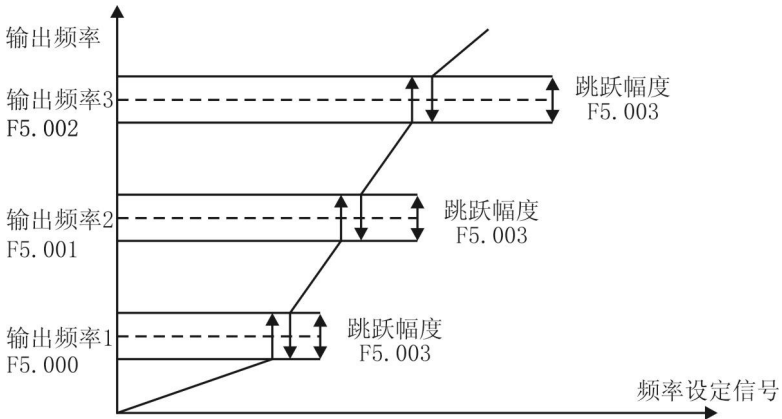 输出频率
输出频率3
F5.002
跳跃幅度
F5.003
输出频率2
F5.001
跳跃幅度
F5.003
输出频率1
F5.000
跳跃幅度
F5.003
频率设定信号